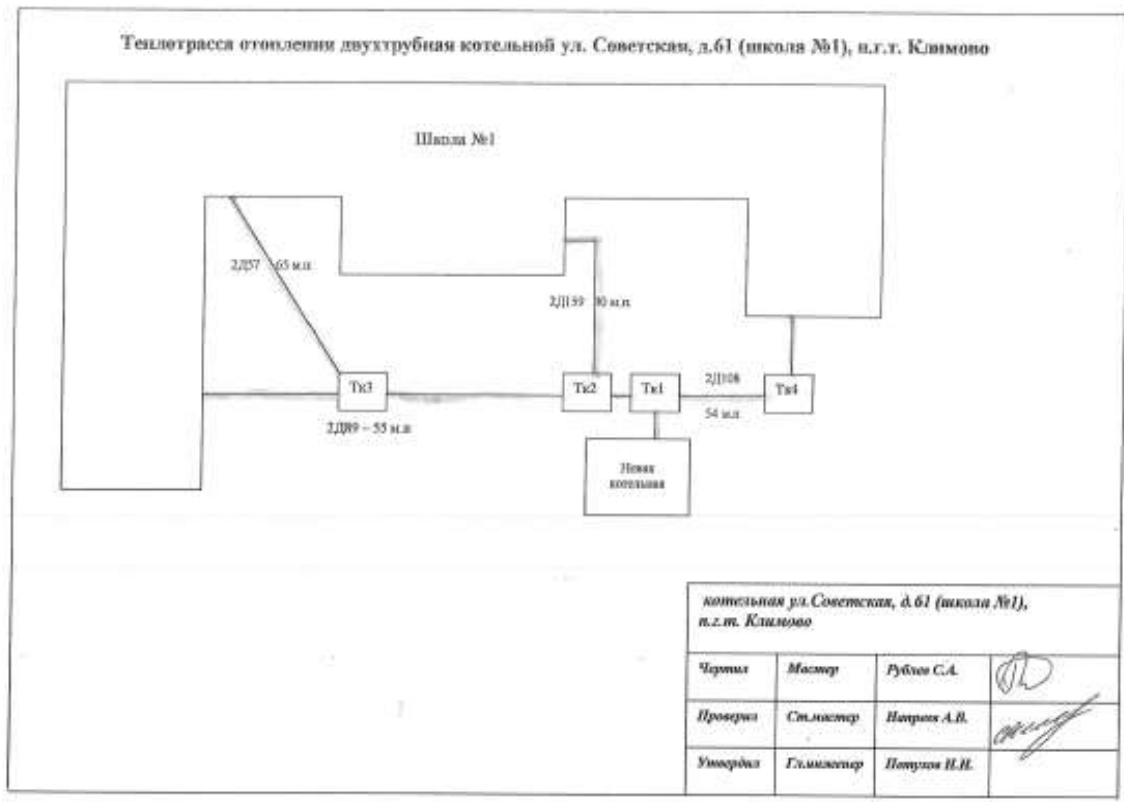 Теплотрасса отопления двухтрубная котельной ул. Советская, д.61 (школа №1), п.г.т. Климово
Школа №1
2Д57 65 м.п.
2Д159 м.п.
Тк3
Тк2
Тк1
2Д108
54 м.п.
Тк4
2Д89 – 55 м.п.
Новая
котельная
котельная ул.Советская, д.61 (школа №1),
п.г.т. Климово
Чертил Мастер Рублев С.А.
Проверил Ст.мастер А.В.
Утвердил Гл.инженер Н.И.